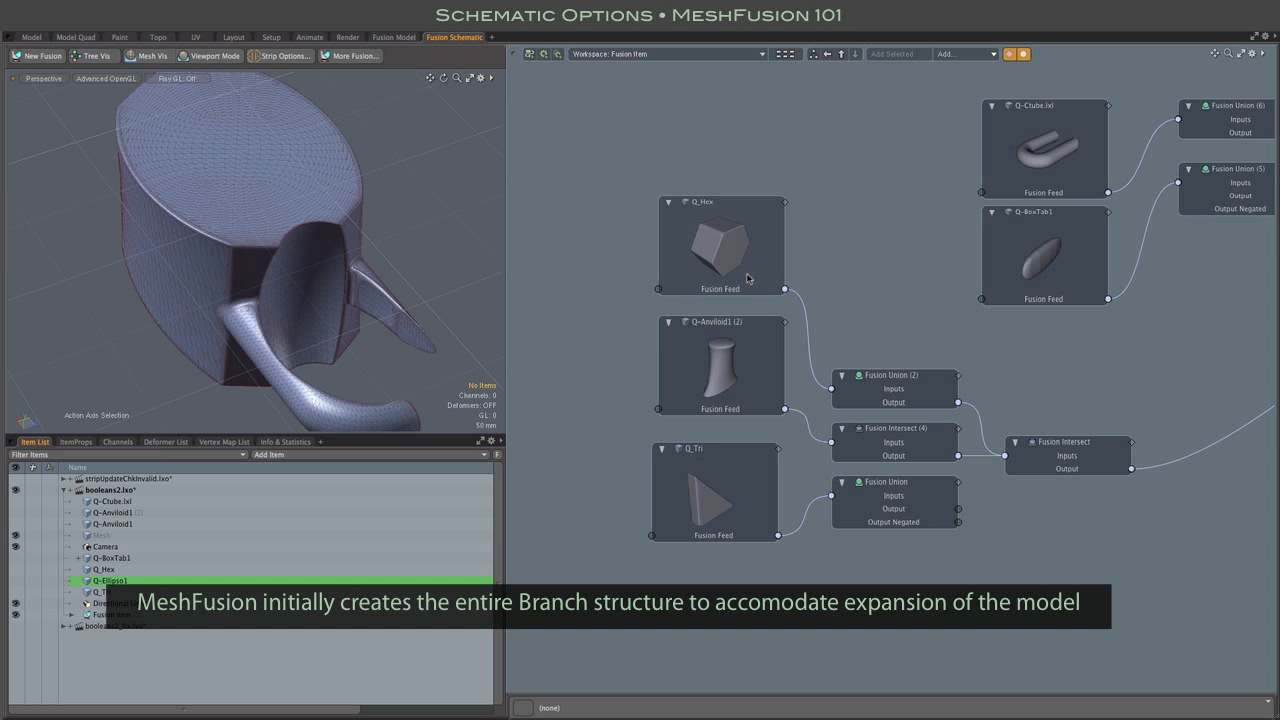 Schematic Options • MeshFusion 101
Model Model Quad Paint Topo UV Layout Setup Animate Render Fusion Model Fusion Schematic +
New Fusion Tree Vis Mesh Vis Viewport Mode Strip Options... More Fusion...
Workspace: Fusion Item Add Selected Add...
Perspective Advanced OpenGL Ray GL: Off
No Items
Channels: 0
Deformers: OFF
GL: 0
50 mm
Action Axis Selection
Q-Ctube.lxl
Fusion Feed
Q-BoxTab1
Fusion Feed
Fusion Union (6)
Inputs
Output
Fusion Union (5)
Inputs
Output
Output Negated
Q_Hex
Fusion Feed
Q-Anviloid1 (2)
Fusion Feed
Q_Tri
Fusion Feed
Fusion Union (2)
Inputs
Output
Fusion Intersect (4)
Inputs
Output
Fusion Union
Inputs
Output
Output Negated
Fusion Intersect
Inputs
Output
Item List ItemProps Channels Deformer List Vertex Map List Info & Statistics +
Filter Items Add Item F
Name
stripUpdateChkInvalid.lxo*
booleans2.lxo*
Q-Ctube.lxl
Q-Anviloid1 (2)
Q-Anviloid1
Mesh
Camera
Q-BoxTab1
Q_Hex
Q-Ellipso1
MeshFusion initially creates the entire Branch structure to accomodate expansion of the model
(none)